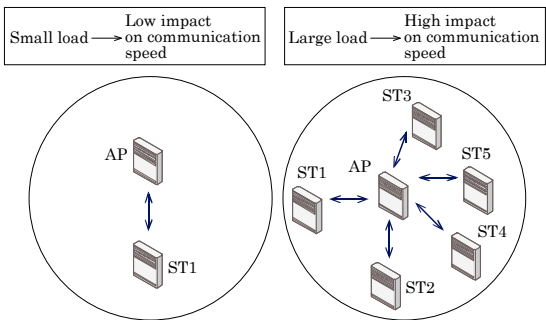 Small load → Low impact
on communication
speed
Large load → High impact
on communication
speed
AP
ST1
ST3
ST1
AP
ST5
ST4
ST2